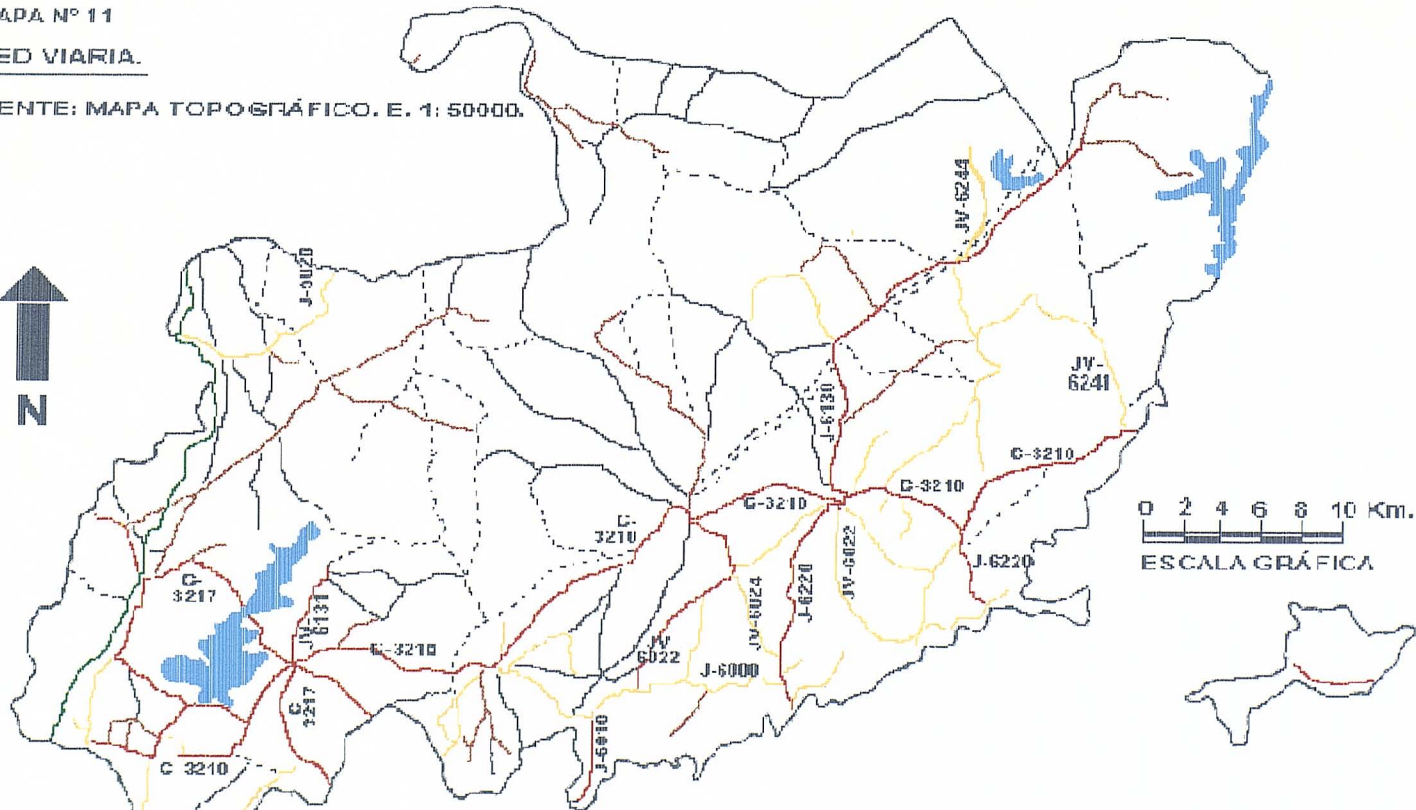 APA Nº 11
ED VIARIA.
ENTE: MAPA TOPOGRÁFICO. E. 1: 50000.
N
J-6020
JV-6244
JV-
6241
J-6130
C-3210
C-3210
C-3210
C-
3210
C-
3217
JV-
6131
C-3210
C-
3217
C-3210
JV
6022
JV-6024
J-6220
JV-6022
J-6220
J-6000
J-6010
0 2 4 6 8 10 Km.
ESCALA GRÁFICA